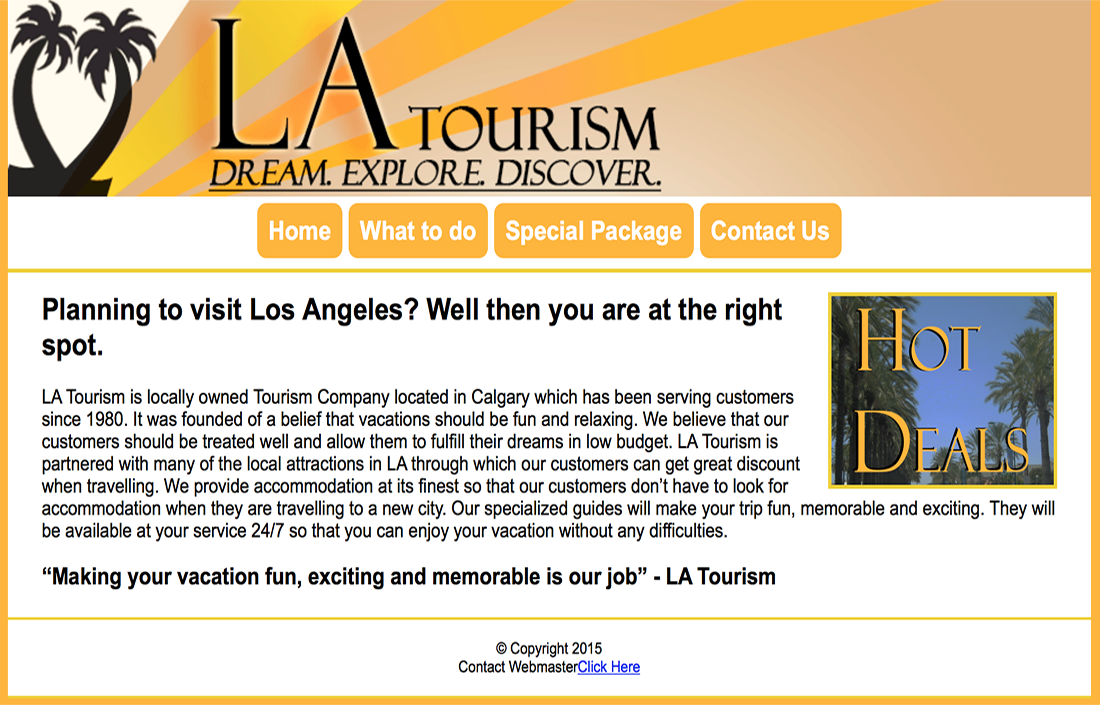 LA TOURISM
DREAM. EXPLORE. DISCOVER.
Home What to do Special Package Contact Us
Planning to visit Los Angeles? Well then you are at the right
spot.
HOT
DEALS
LA Tourism is locally owned Tourism Company located in Calgary which has been serving customers
since 1980. It was founded of a belief that vacations should be fun and relaxing. We believe that our
customers should be treated well and allow them to fulfill their dreams in low budget. LA Tourism is
partnered with many of the local attractions in LA through which our customers can get great discount
when travelling. We provide accommodation at its finest so that our customers don’t have to look for
accommodation when they are travelling to a new city. Our specialized guides will make your trip fun, memorable and exciting. They will
be available at your service 24/7 so that you can enjoy your vacation without any difficulties.
“Making your vacation fun, exciting and memorable is our job” - LA Tourism
© Copyright 2015
Contact WebmasterClick Here